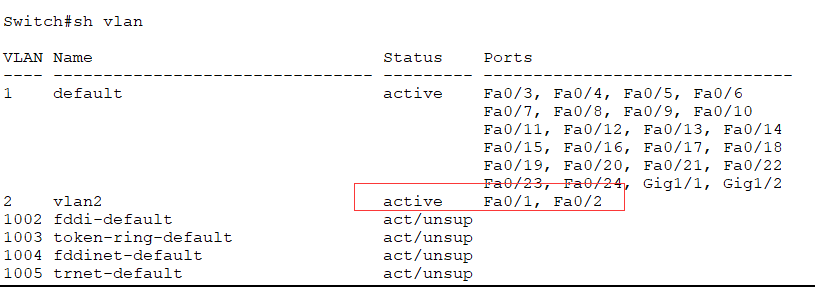 Switch#sh vlan
VLAN Name Status Ports
---- -------------------------------- --------- -------------------------------
1 default active Fa0/3, Fa0/4, Fa0/5, Fa0/6
Fa0/7, Fa0/8, Fa0/9, Fa0/10
Fa0/11, Fa0/12, Fa0/13, Fa0/14
Fa0/15, Fa0/16, Fa0/17, Fa0/18
Fa0/19, Fa0/20, Fa0/21, Fa0/22
Fa0/23, Fa0/24, Gig1/1, Gig1/2
2 vlan2 active Fa0/1, Fa0/2
1002 fddi-default act/unsup
1003 token-ring-default act/unsup
1004 fddinet-default act/unsup
1005 trnet-default act/unsup